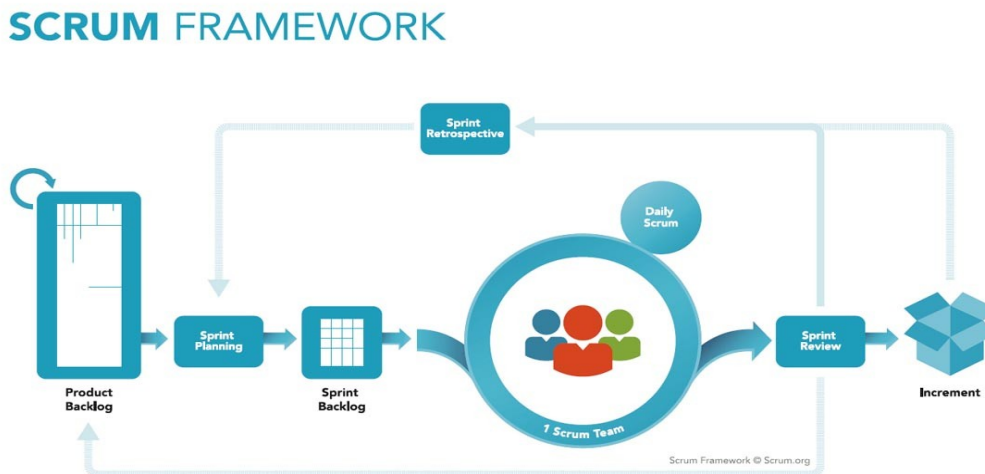 SCRUM FRAMEWORK
Sprint
Retrospective
Daily
Scrum
Sprint
Planning
Sprint
Review
Product
Backlog
Sprint
Backlog
Increment
1 Scrum Team
Scrum Framework © Scrum.org